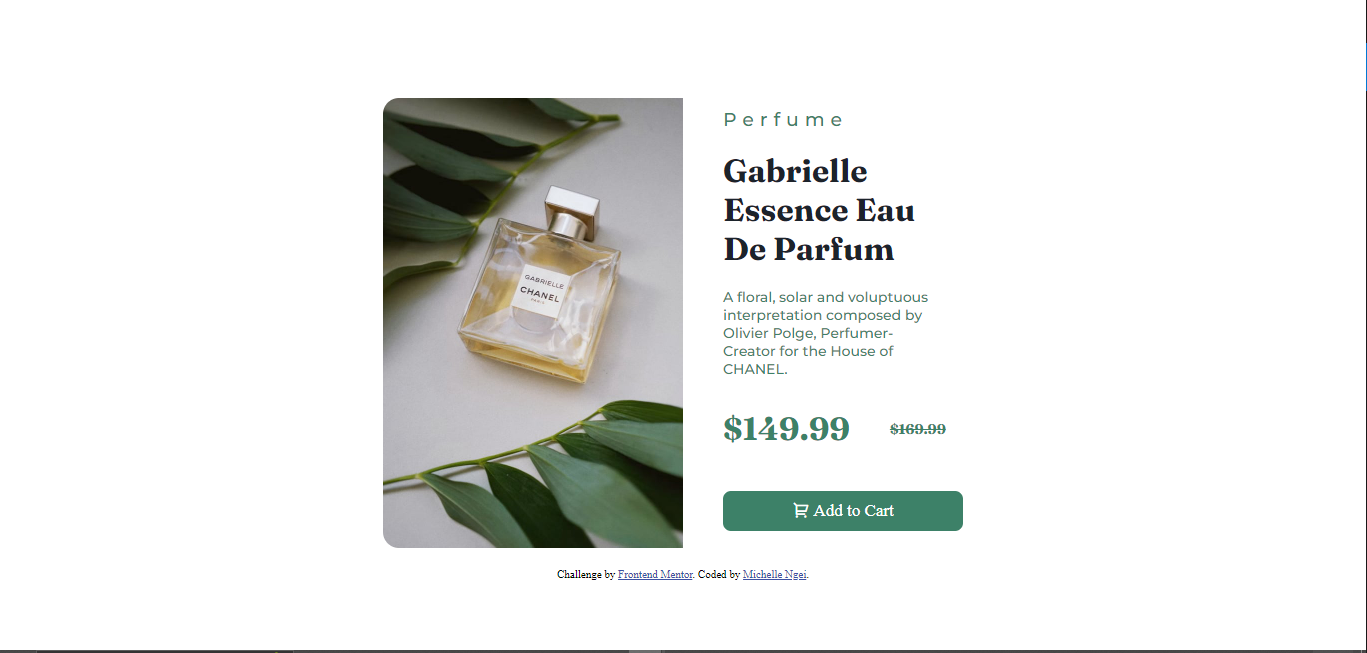 Perfume
Gabrielle
Essence Eau
De Parfum
A floral, solar and voluptuous
interpretation composed by
Olivier Polge, Perfumer-
Creator for the House of
CHANEL.
$149.99 $169.99
Add to Cart
GABRIELLE
CHANEL
PARIS
Challenge by Frontend Mentor. Coded by Michelle Ngei.